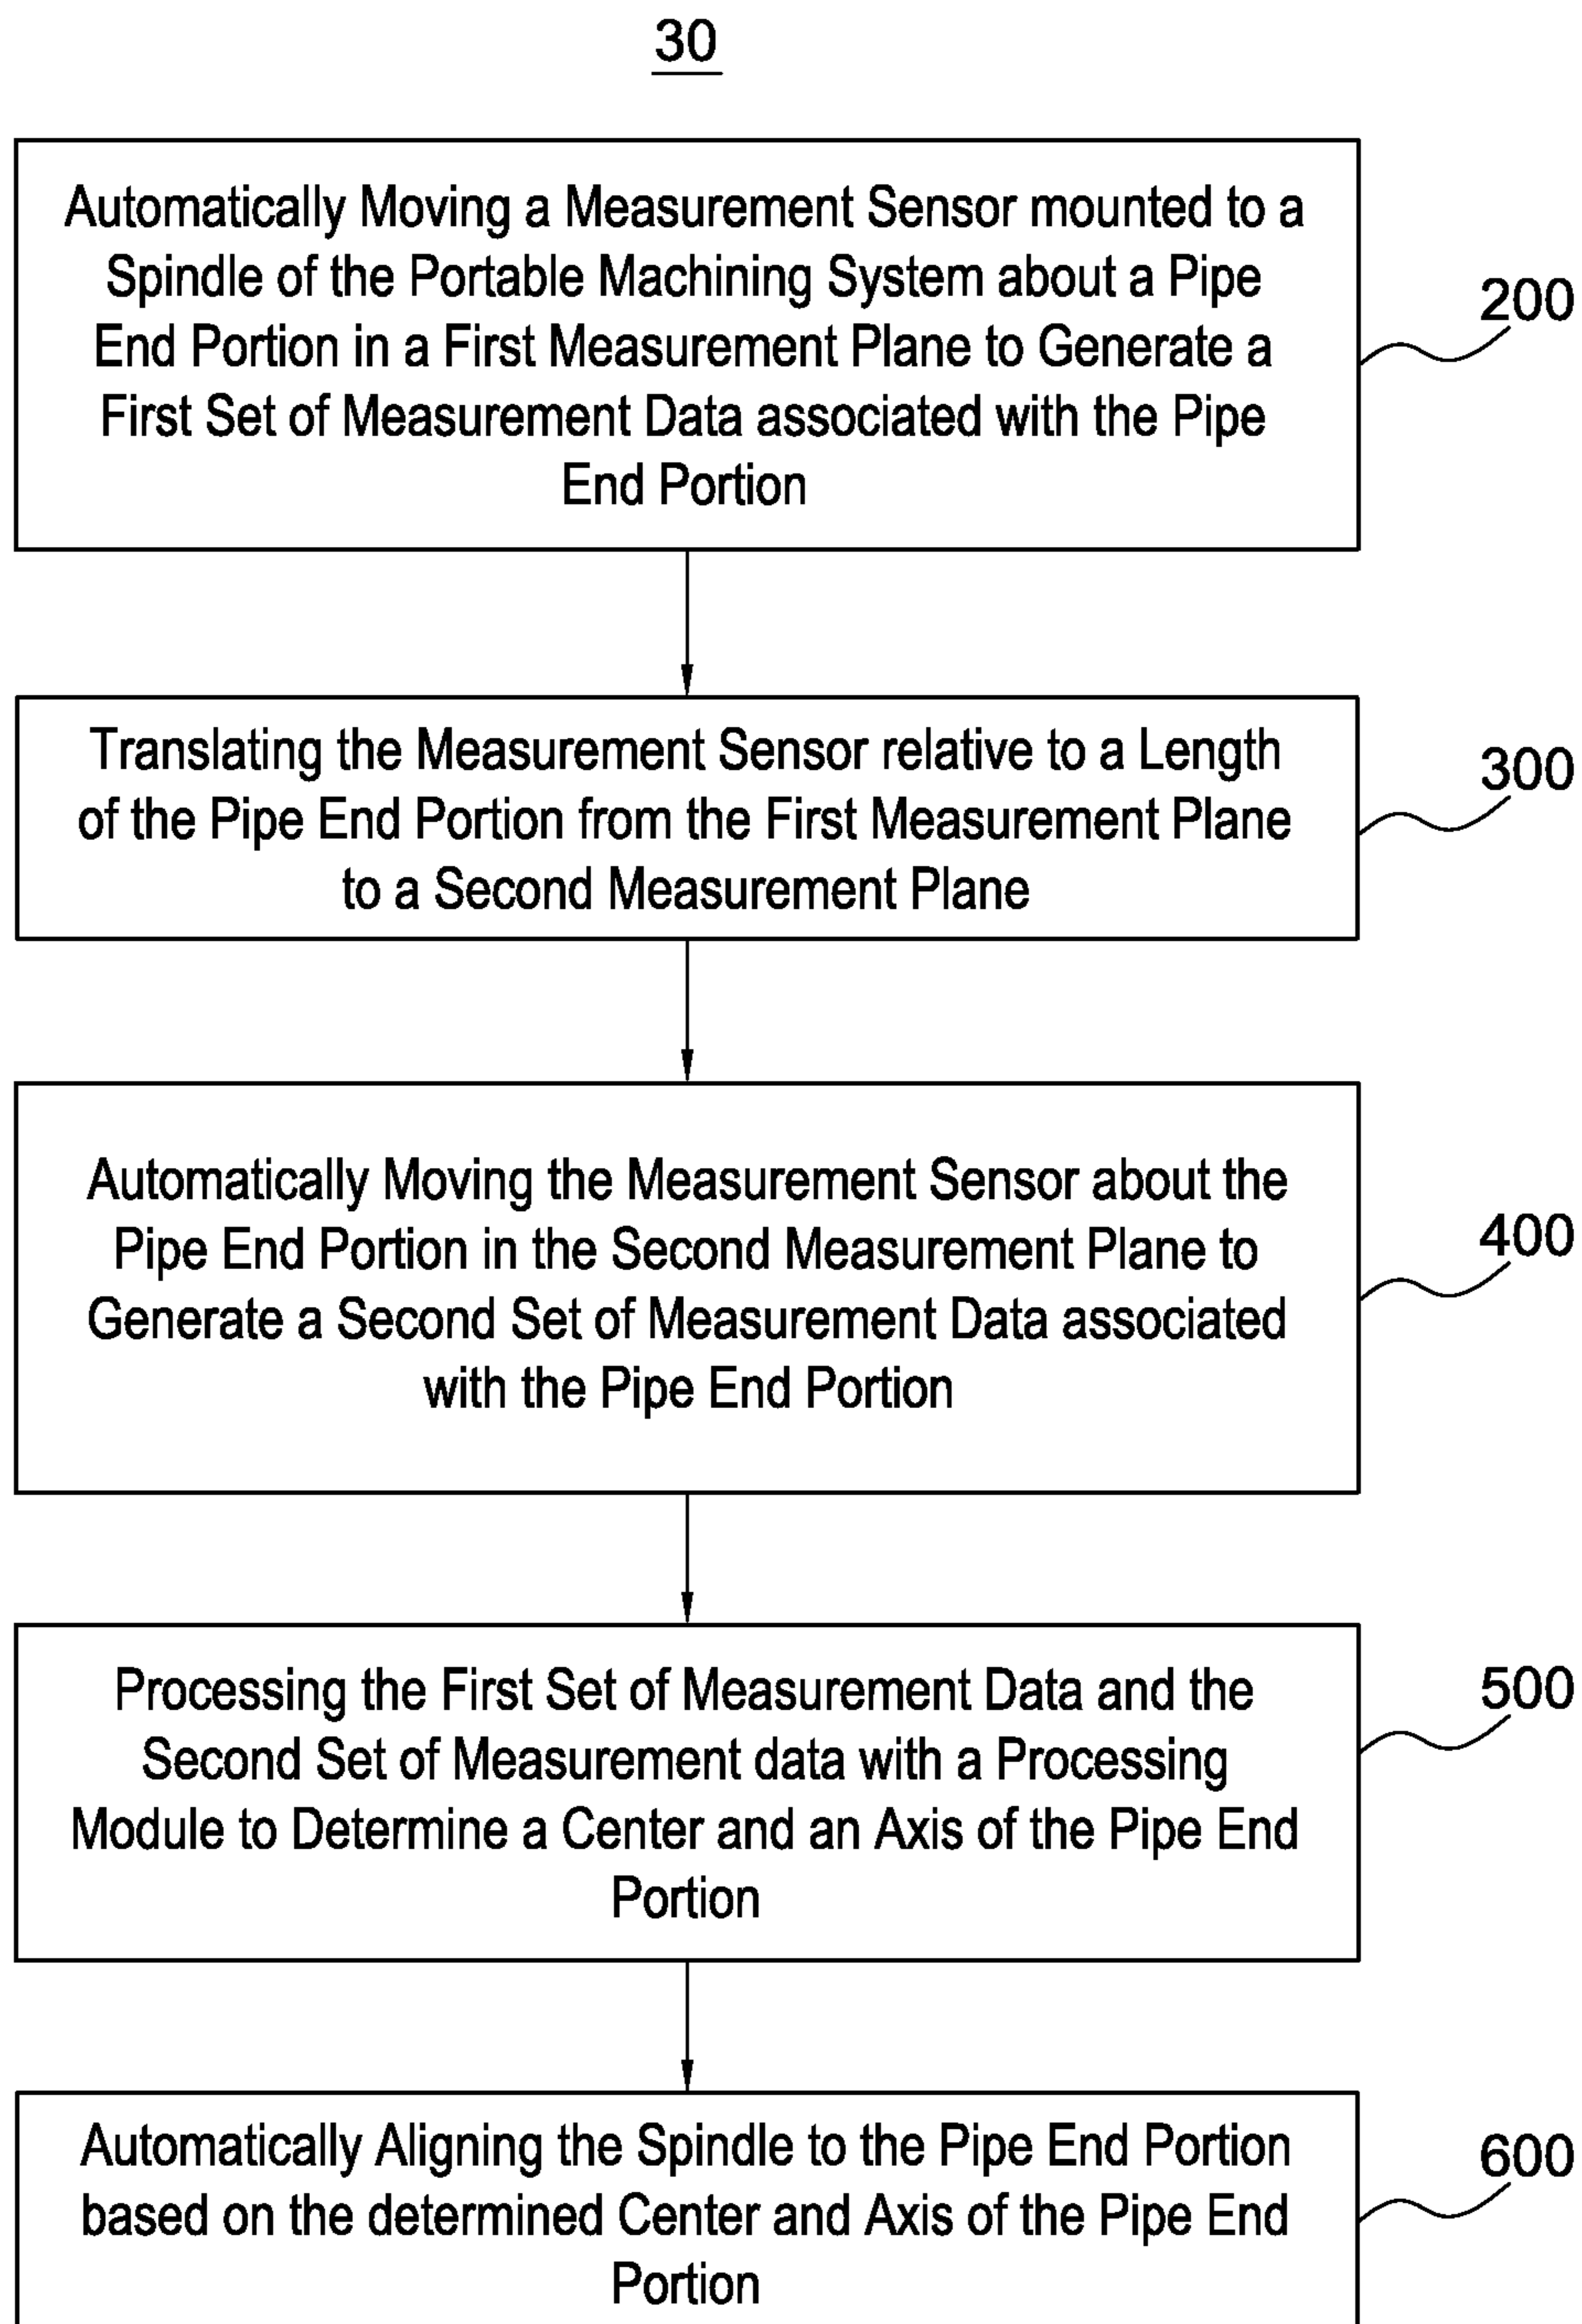 30
Automatically Moving a Measurement Sensor mounted to a
Spindle of the Portable Machining System about a Pipe
End Portion in a First Measurement Plane to Generate a
First Set of Measurement Data associated with the Pipe
End Portion
200
Translating the Measurement Sensor relative to a Length
of the Pipe End Portion from the First Measurement Plane
to a Second Measurement Plane
300
Automatically Moving the Measurement Sensor about the
Pipe End Portion in the Second Measurement Plane to
Generate a Second Set of Measurement Data associated
with the Pipe End Portion
400
Processing the First Set of Measurement Data and the
Second Set of Measurement data with a Processing
Module to Determine a Center and an Axis of the Pipe End
Portion
500
Automatically Aligning the Spindle to the Pipe End Portion
based on the determined Center and Axis of the Pipe End
Portion
600